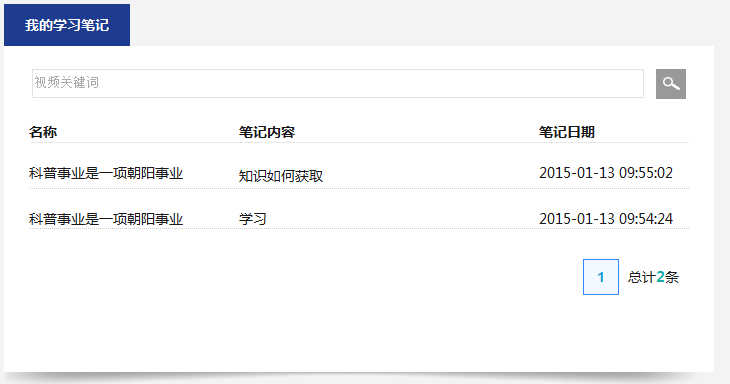 我的学习笔记
视频关键词
名称 笔记内容 笔记日期
科普事业是一项朝阳事业 知识如何获取 2015-01-13 09:55:02
科普事业是一项朝阳事业 学习 2015-01-13 09:54:24
1 总计2条